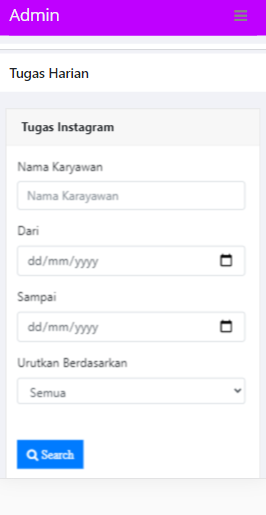 Admin
Tugas Harian
Tugas Instagram
Nama Karyawan
Nama Karayawan
Dari
dd/mm/yyyy
Sampai
dd/mm/yyyy
Urutkan Berdasarkan
Semua
Search